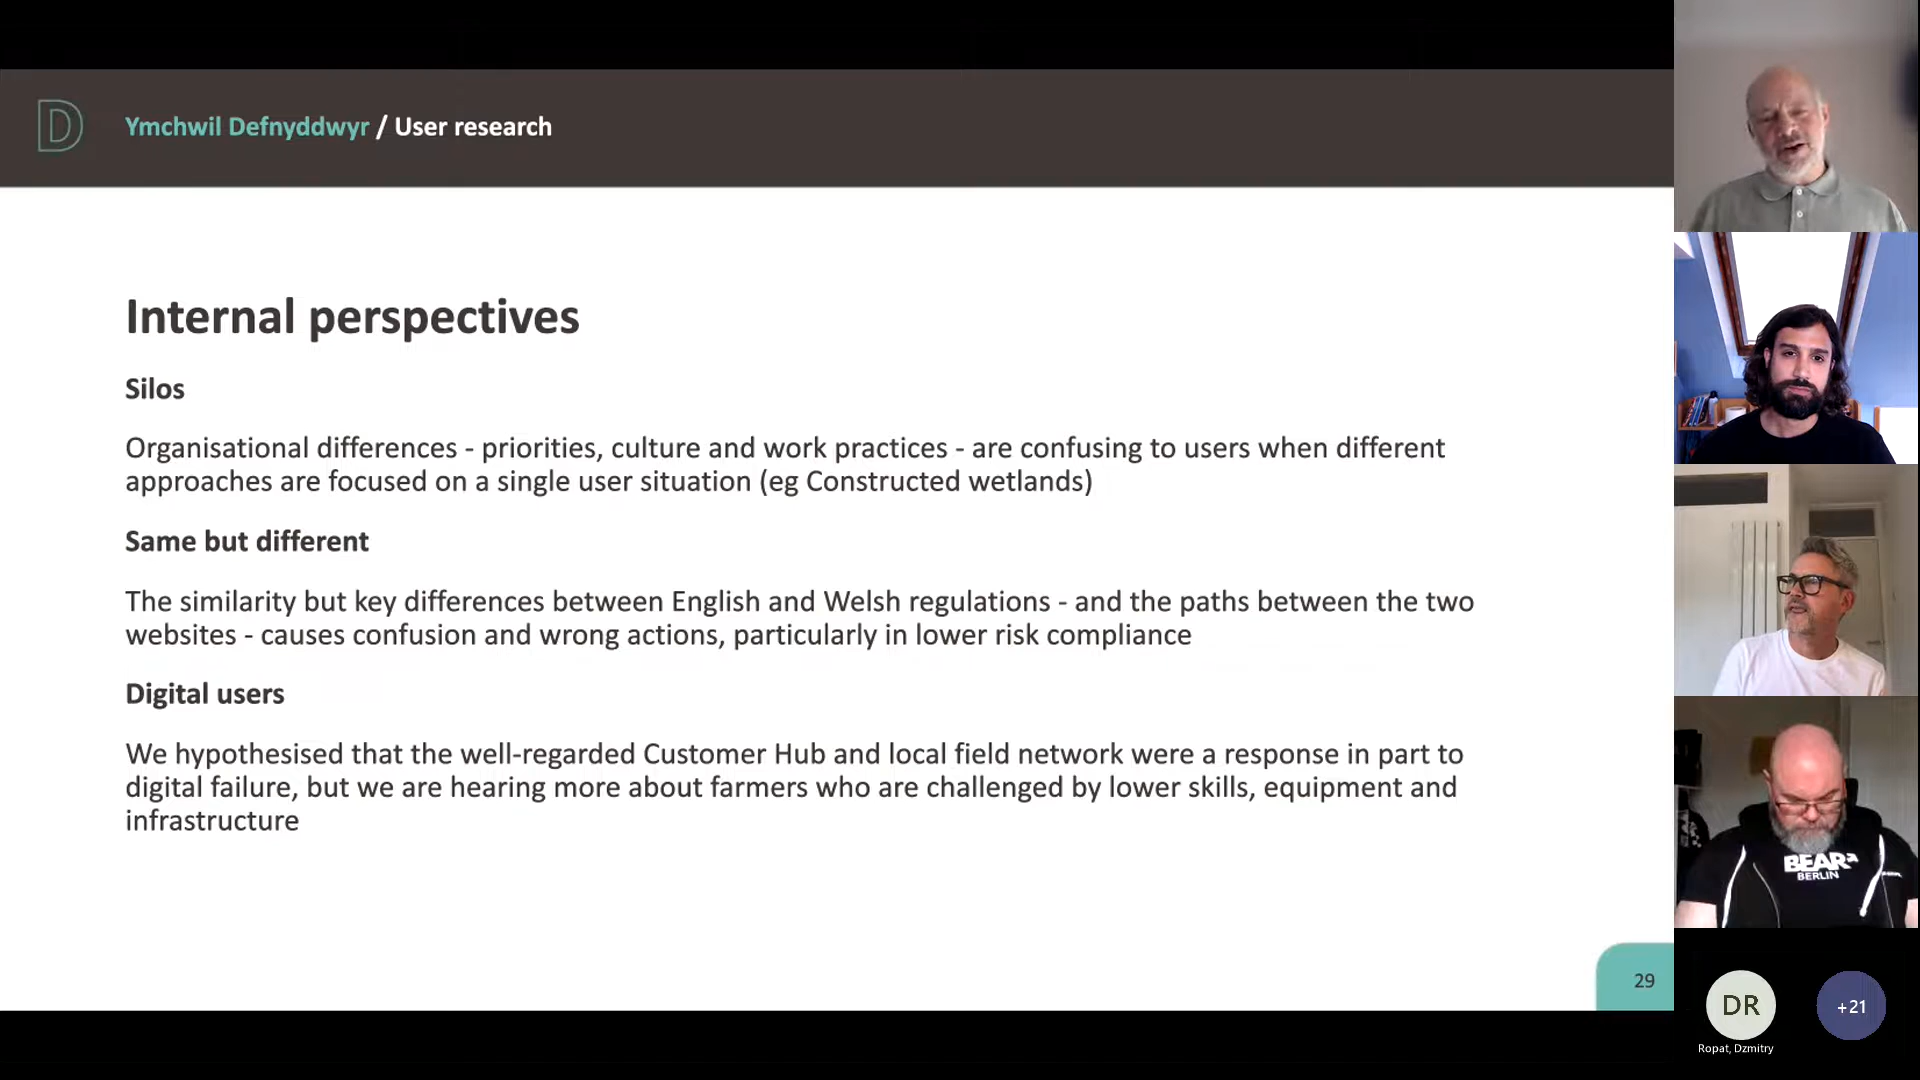 D
Ymchwil Defnyddwyr / User research
Internal perspectives
Silos
Organisational differences - priorities, culture and work practices - are confusing to users when different
approaches are focused on a single user situation (eg Constructed wetlands)
Same but different
The similarity but key differences between English and Welsh regulations - and the paths between the two
websites - causes confusion and wrong actions, particularly in lower risk compliance
Digital users
We hypothesised that the well-regarded Customer Hub and local field network were a response in part to
digital failure, but we are hearing more about farmers who are challenged by lower skills, equipment and
infrastructure
29
BEAR
BERLIN
DR
+21
Ropat, Dzmitry